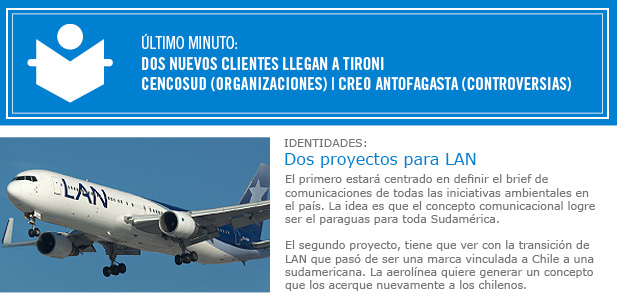 ÚLTIMO MINUTO:
DOS NUEVOS CLIENTES LLEGAN A TIRONI
CENCOSUD (ORGANIZACIONES) | CREO ANTOFAGASTA (CONTROVERSIAS)
IDENTIDADES:
Dos proyectos para LAN
El primero estará centrado en definir el brief de
comunicaciones de todas las iniciativas ambientales en
el país. La idea es que el concepto comunicacional logre
ser el paraguas para toda Sudamérica.
El segundo proyecto, tiene que ver con la transición de
LAN que pasó de ser una marca vinculada a Chile a una
sudamericana. La aerolínea quiere generar un concepto
que los acerque nuevamente a los chilenos.
LAN